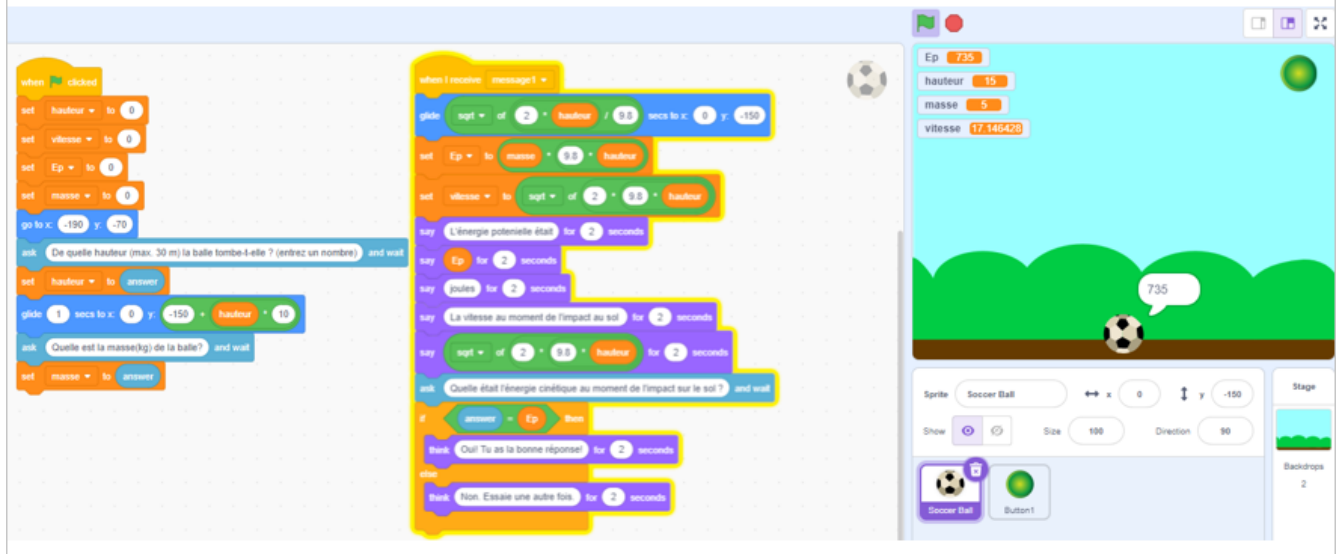 when clicked
set hauteur to 0
set vitesse to 0
set Ep to 0
set masse to 0
go to x: -190 y: -70
ask De quelle hauteur (max. 30 m) la balle tombe-t-elle ? (entrez un nombre) and wait
set hauteur to answer
glide 1 secs to x: 0 y: -150 + hauteur * 10
ask Quelle est la masse(kg) de la balle? and wait
set masse to answer
when I receive message1
glide sqrt of 2 * hauteur / 9.8 secs to x: 0 y: -150
set Ep to masse * 9.8 * hauteur
set vitesse to sqrt of 2 * 9.8 * hauteur
say L'énergie potenielle était for 2 seconds
say Ep for 2 seconds
say joules for 2 seconds
say La vitesse au moment de l'impact au sol for 2 seconds
say sqrt of 2 * 9.8 * hauteur for 2 seconds
ask Quelle était l'énergie cinétique au moment de l'impact sur le sol ? and wait
if answer = Ep then
think Oui! Tu as la bonne réponse! for 2 seconds
else
think Non. Essaie une autre fois. for 2 seconds
Ep 735
hauteur 15
masse 5
vitesse 17.146428
735
Sprite Soccer Ball x 0 y -150
Show Size 100 Direction 90
Soccer Ball
Button1
Stage
Backdrops
2